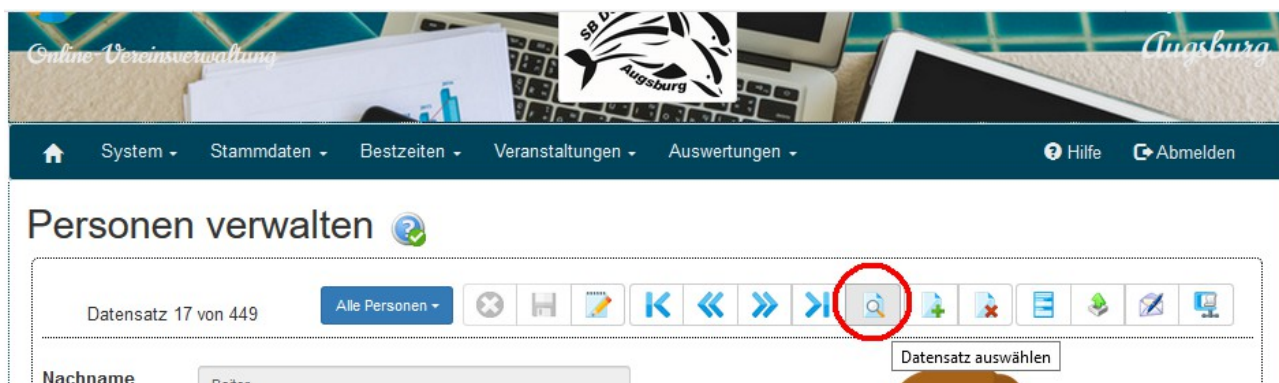 SB D
Online-Vereinsverwaltung
Augsburg
Augsburg
System
Stammdaten
Bestzeiten
Veranstaltungen
Auswertungen
Hilfe
Abmelden
Personen verwalten
Datensatz 17 von 449
Alle Personen
Datensatz auswählen
Nachname